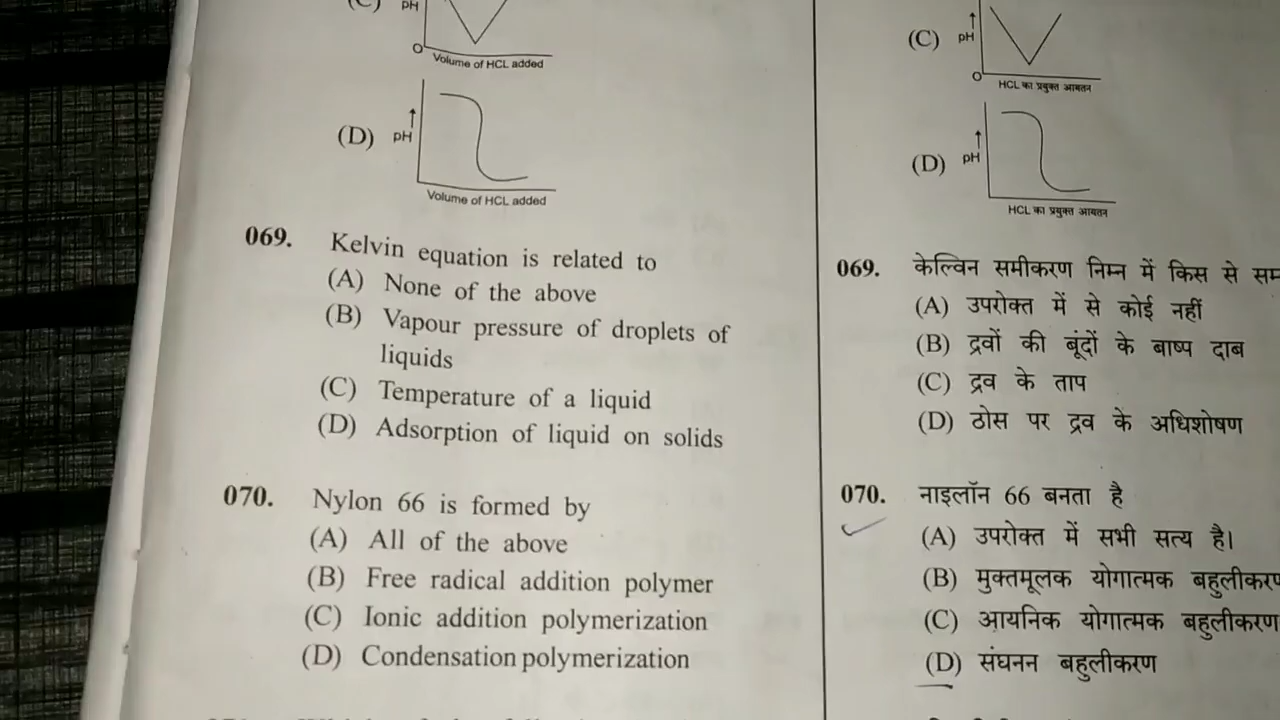 (C)
pH
O
Volume of HCL added
(D)
pH
Volume of HCL added
069. Kelvin equation is related to
(A) None of the above
(B) Vapour pressure of droplets of
liquids
(C) Temperature of a liquid
(D) Adsorption of liquid on solids
070. Nylon 66 is formed by
(A) All of the above
(B) Free radical addition polymer
(C) Ionic addition polymerization
(D) Condensation polymerization
(C)
pH
O
HCL का प्रयुक्त आयतन
(D)
pH
HCL का प्रयुक्त आयतन
069. केल्विन समीकरण निम्न में किस से
(A) उपरोक्त में से कोई नहीं
(B) द्रवों की बूंदों के बाष्प दाब
(C) द्रव के ताप
(D) ठोस पर द्रव के अधिशोषण
070. नाइलॉन 66 बनता है
(A) उपरोक्त में सभी सत्य है।
(B) मुक्तमूलक योगात्मक
(C) आयनिक योगात्मक
(D) संघनन बहुलीकरण